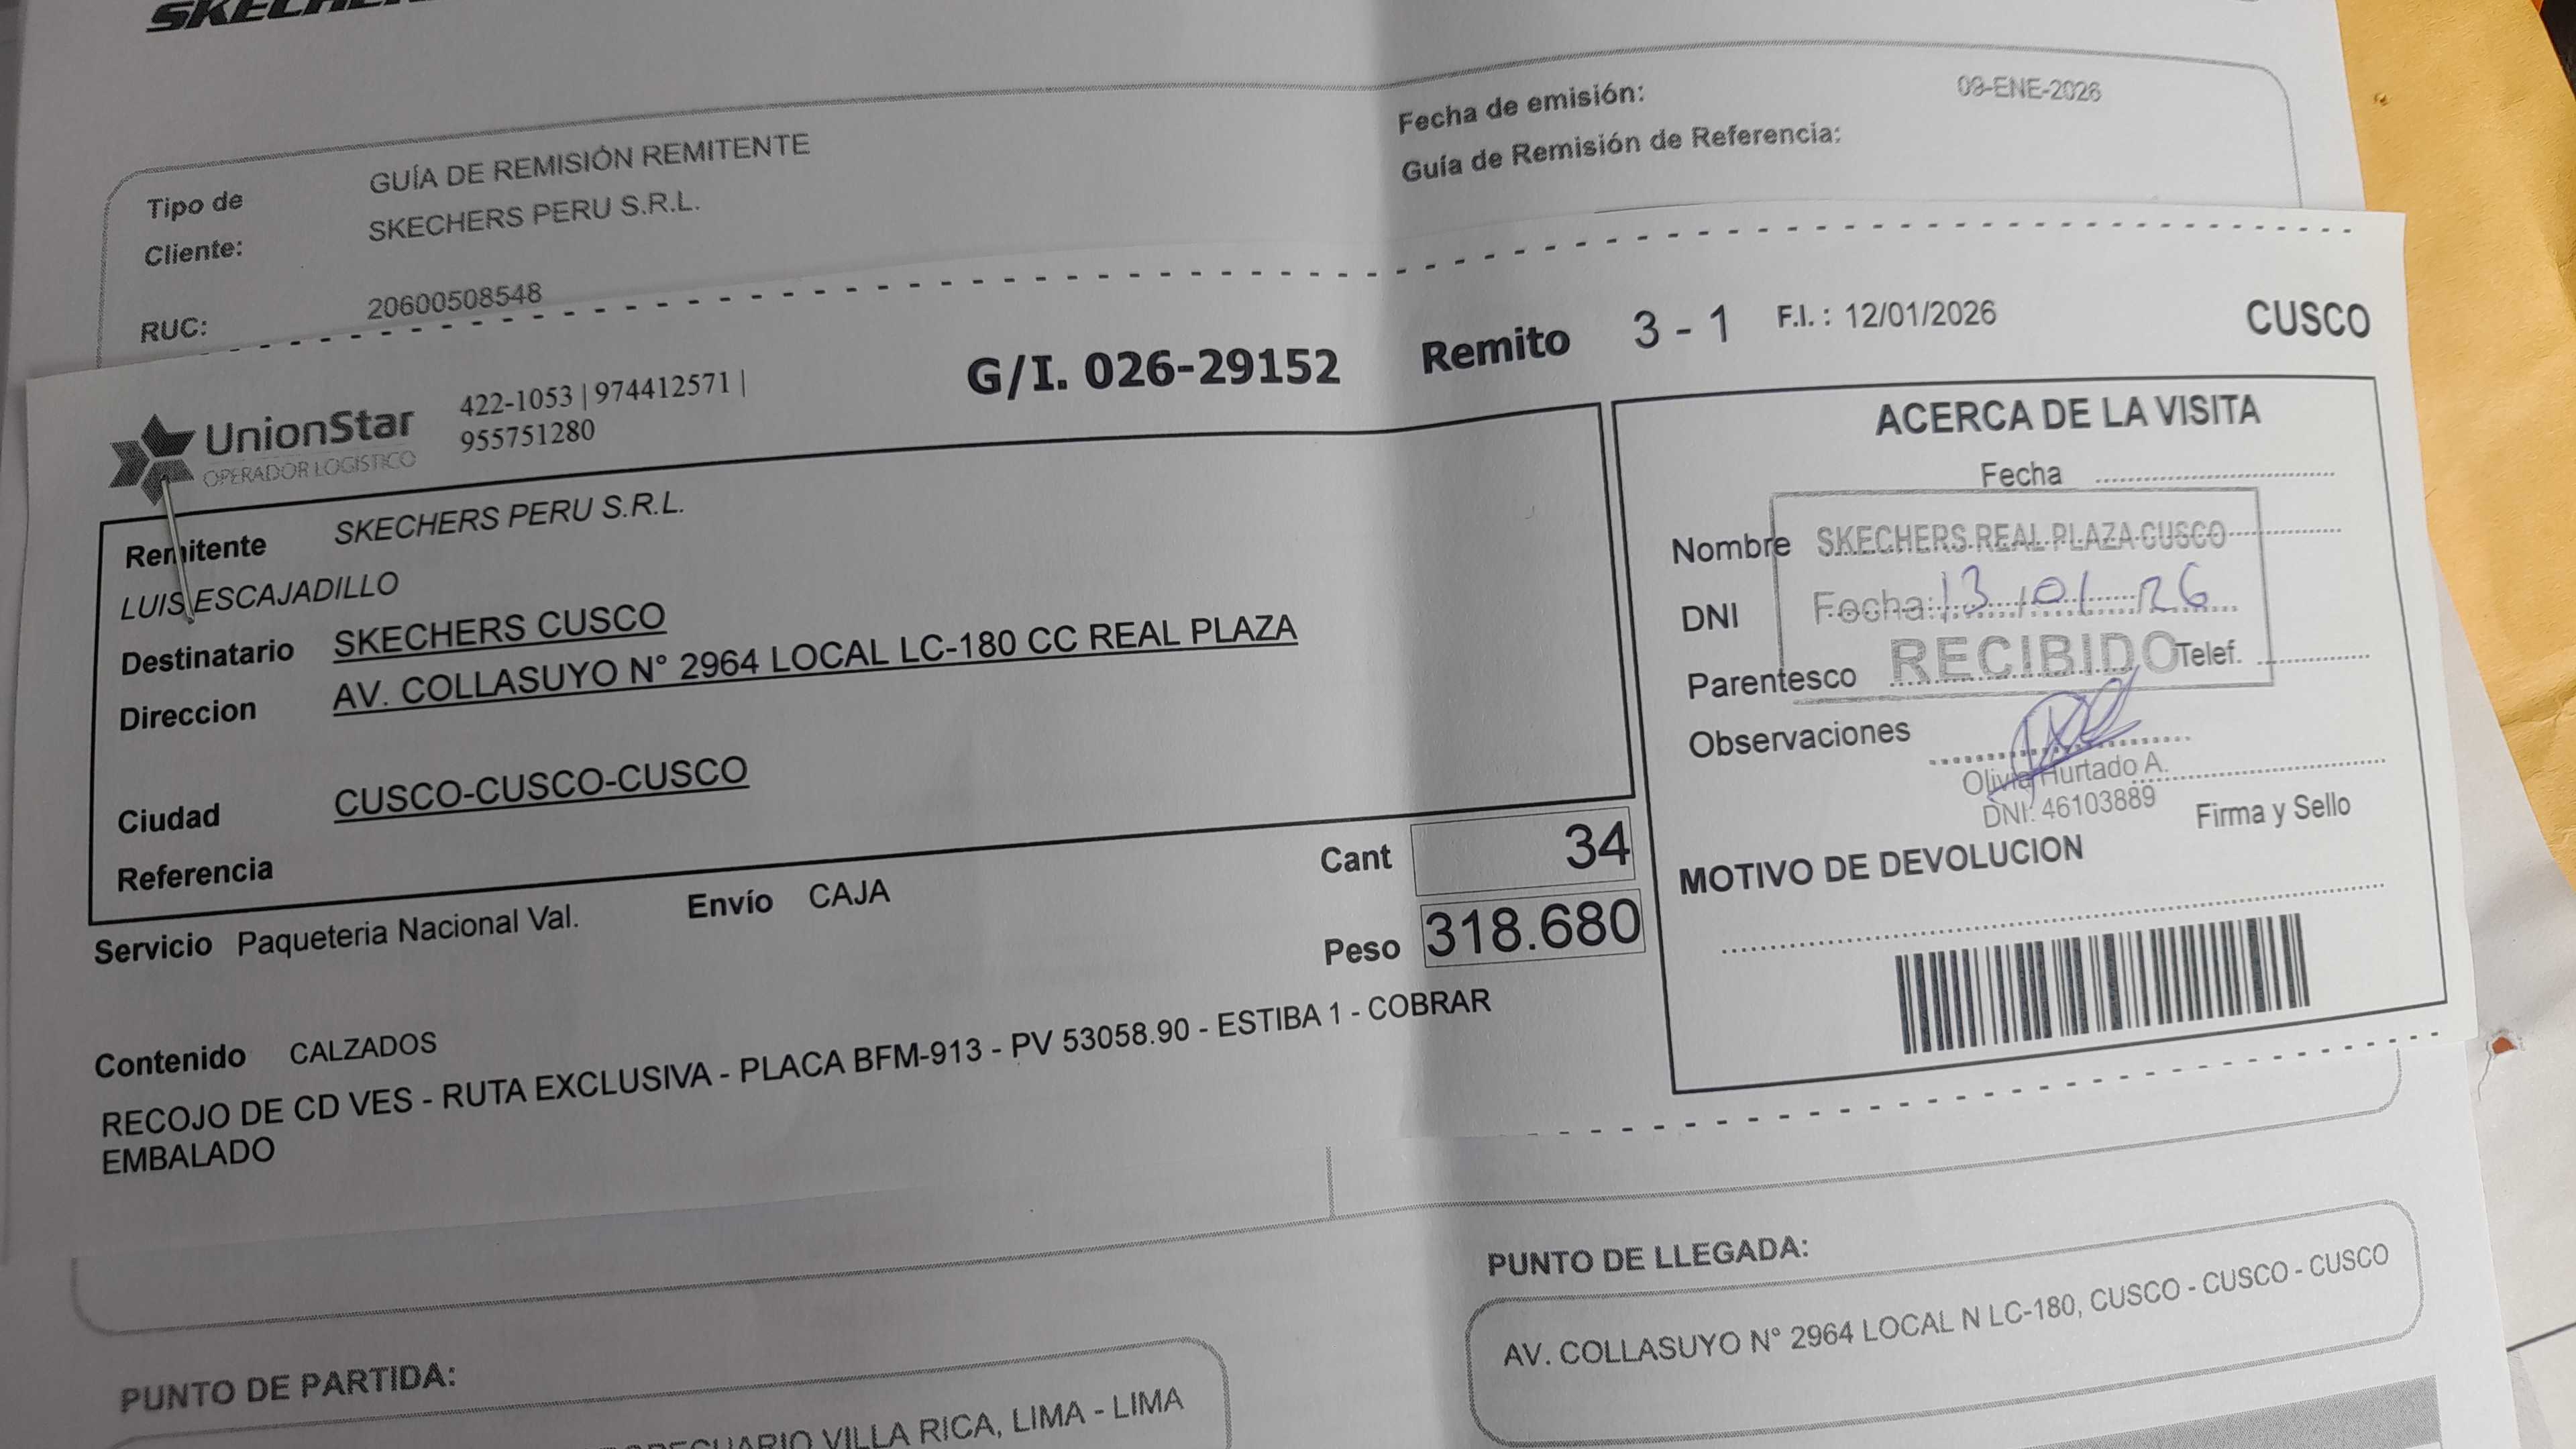 SKECHERS
Fecha de emisión: 09-ENE-2026
Guía de Remisión de Referencia:
Tipo de GUÍA DE REMISIÓN REMITENTE
Cliente: SKECHERS PERU S.R.L.
RUC: 20600508548
UnionStar
OPERADOR LOGISTICO
422-1053 | 974412571 |
955751280
G/I. 026-29152 Remito 3 - 1 F.I. : 12/01/2026 CUSCO
Remitente SKECHERS PERU S.R.L.
LUIS ESCAJADILLO
Destinatario SKECHERS CUSCO
Direccion AV. COLLASUYO N° 2964 LOCAL LC-180 CC REAL PLAZA
Ciudad CUSCO-CUSCO-CUSCO
Referencia
Servicio Paqueteria Nacional Val. Envío CAJA
Cant 34
Peso 318.680
Contenido CALZADOS
RECOJO DE CD VES - RUTA EXCLUSIVA - PLACA BFM-913 - PV 53058.90 - ESTIBA 1 - COBRAR
EMBALADO
ACERCA DE LA VISITA
Fecha
Nombre SKECHERS REAL PLAZA CUSCO
DNI Fecha: 13/01/26
Parentesco RECIBIDO Telef.
Observaciones
Olivia Hurtado A.
DNI: 46103889
Firma y Sello
MOTIVO DE DEVOLUCION
PUNTO DE PARTIDA:
VILLA RICA, LIMA - LIMA
PUNTO DE LLEGADA:
AV. COLLASUYO N° 2964 LOCAL N LC-180, CUSCO - CUSCO - CUSCO